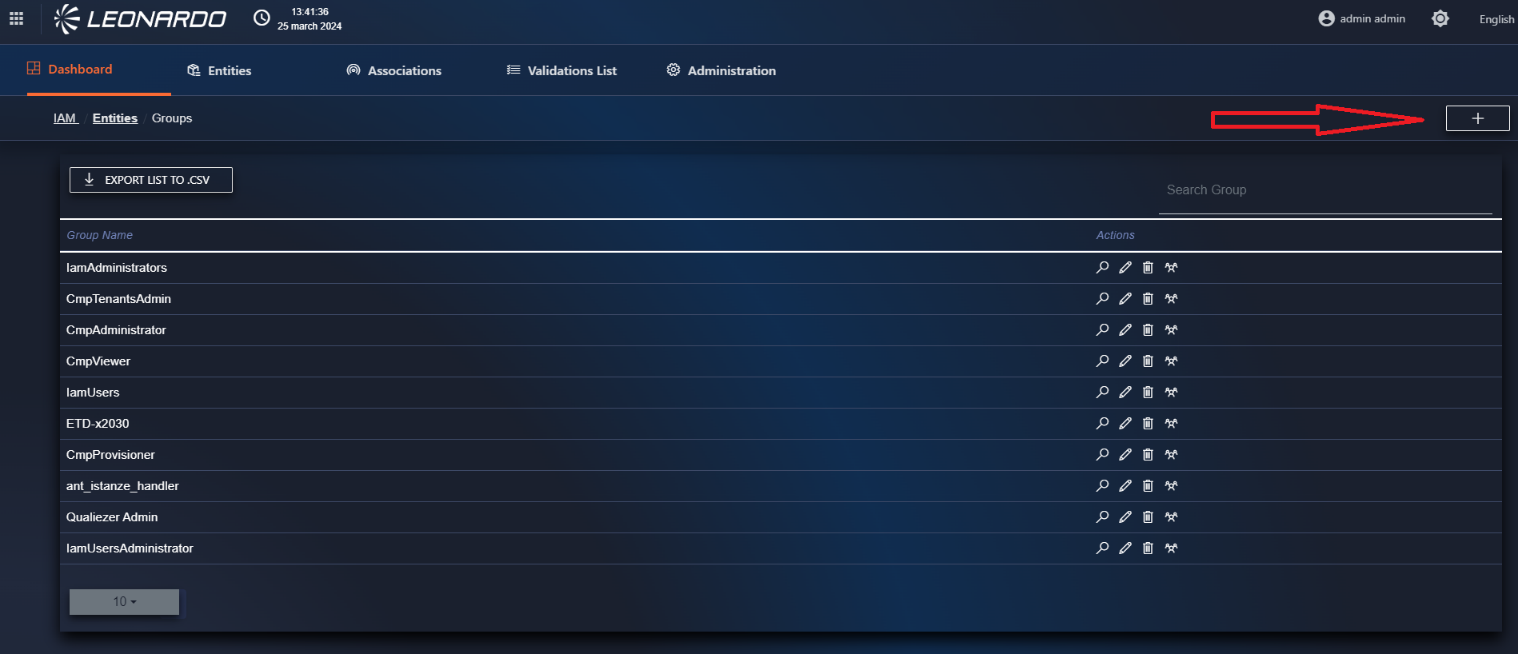 LEONARDO
13:41:36
25 march 2024
admin admin
English
Dashboard
Entities
Associations
Validations List
Administration
IAM / Entities / Groups
+
EXPORT LIST TO .CSV
Search Group
Group Name
Actions
IamAdministrators
CmpTenantsAdmin
CmpAdministrator
CmpViewer
IamUsers
ETD-x2030
CmpProvisioner
ant_istanze_handler
Qualiezer Admin
IamUsersAdministrator
10